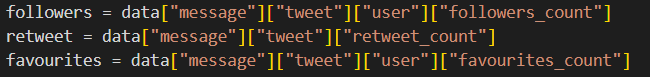 followers = data["message"]["tweet"]["user"]["followers_count"]
retweet = data["message"]["tweet"]["retweet_count"]
favourites = data["message"]["tweet"]["user"]["favourites_count"]